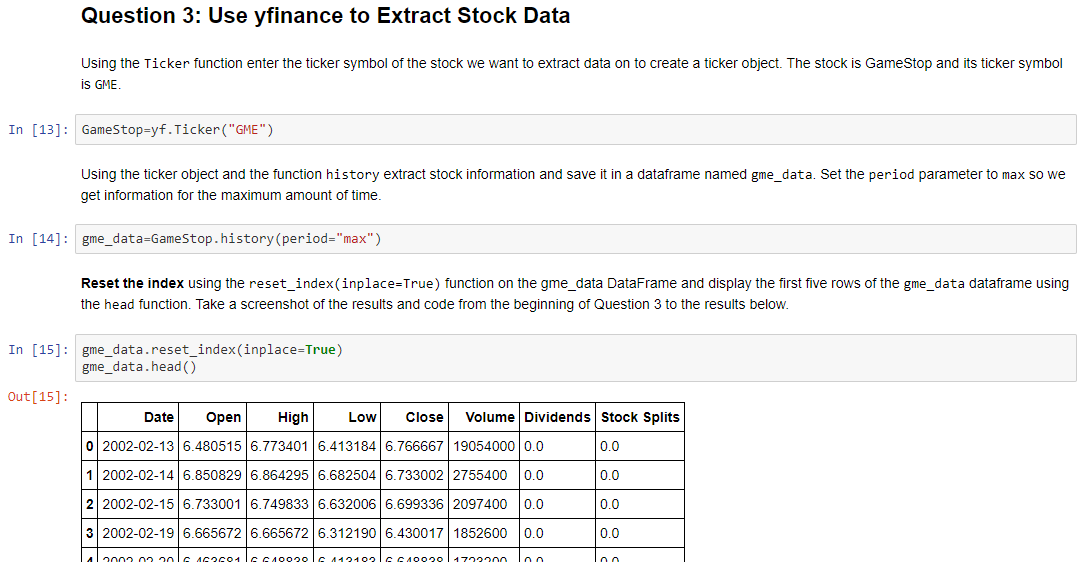 Question 3: Use yfinance to Extract Stock Data
Using the Ticker function enter the ticker symbol of the stock we want to extract data on to create a ticker object. The stock is GameStop and its ticker symbol
is GME.
In [13]: GameStop=yf.Ticker("GME")
Using the ticker object and the function history extract stock information and save it in a dataframe named gme_data. Set the period parameter to max so we
get information for the maximum amount of time.
In [14]: gme_data=GameStop.history(period="max")
Reset the index using the reset_index(inplace=True) function on the gme_data DataFrame and display the first five rows of the gme_data dataframe using
the head function. Take a screenshot of the results and code from the beginning of Question 3 to the results below.
In [15]: gme_data.reset_index(inplace=True)
gme_data.head()
Out[15]:
Date Open High Low Close Volume Dividends Stock Splits
0 2002-02-13 6.480515 6.773401 6.413184 6.766667 19054000 0.0 0.0
1 2002-02-14 6.850829 6.864295 6.682504 6.733002 2755400 0.0 0.0
2 2002-02-15 6.733001 6.749833 6.632006 6.699336 2097400 0.0 0.0
3 2002-02-19 6.665672 6.665672 6.312190 6.430017 1852600 0.0 0.0